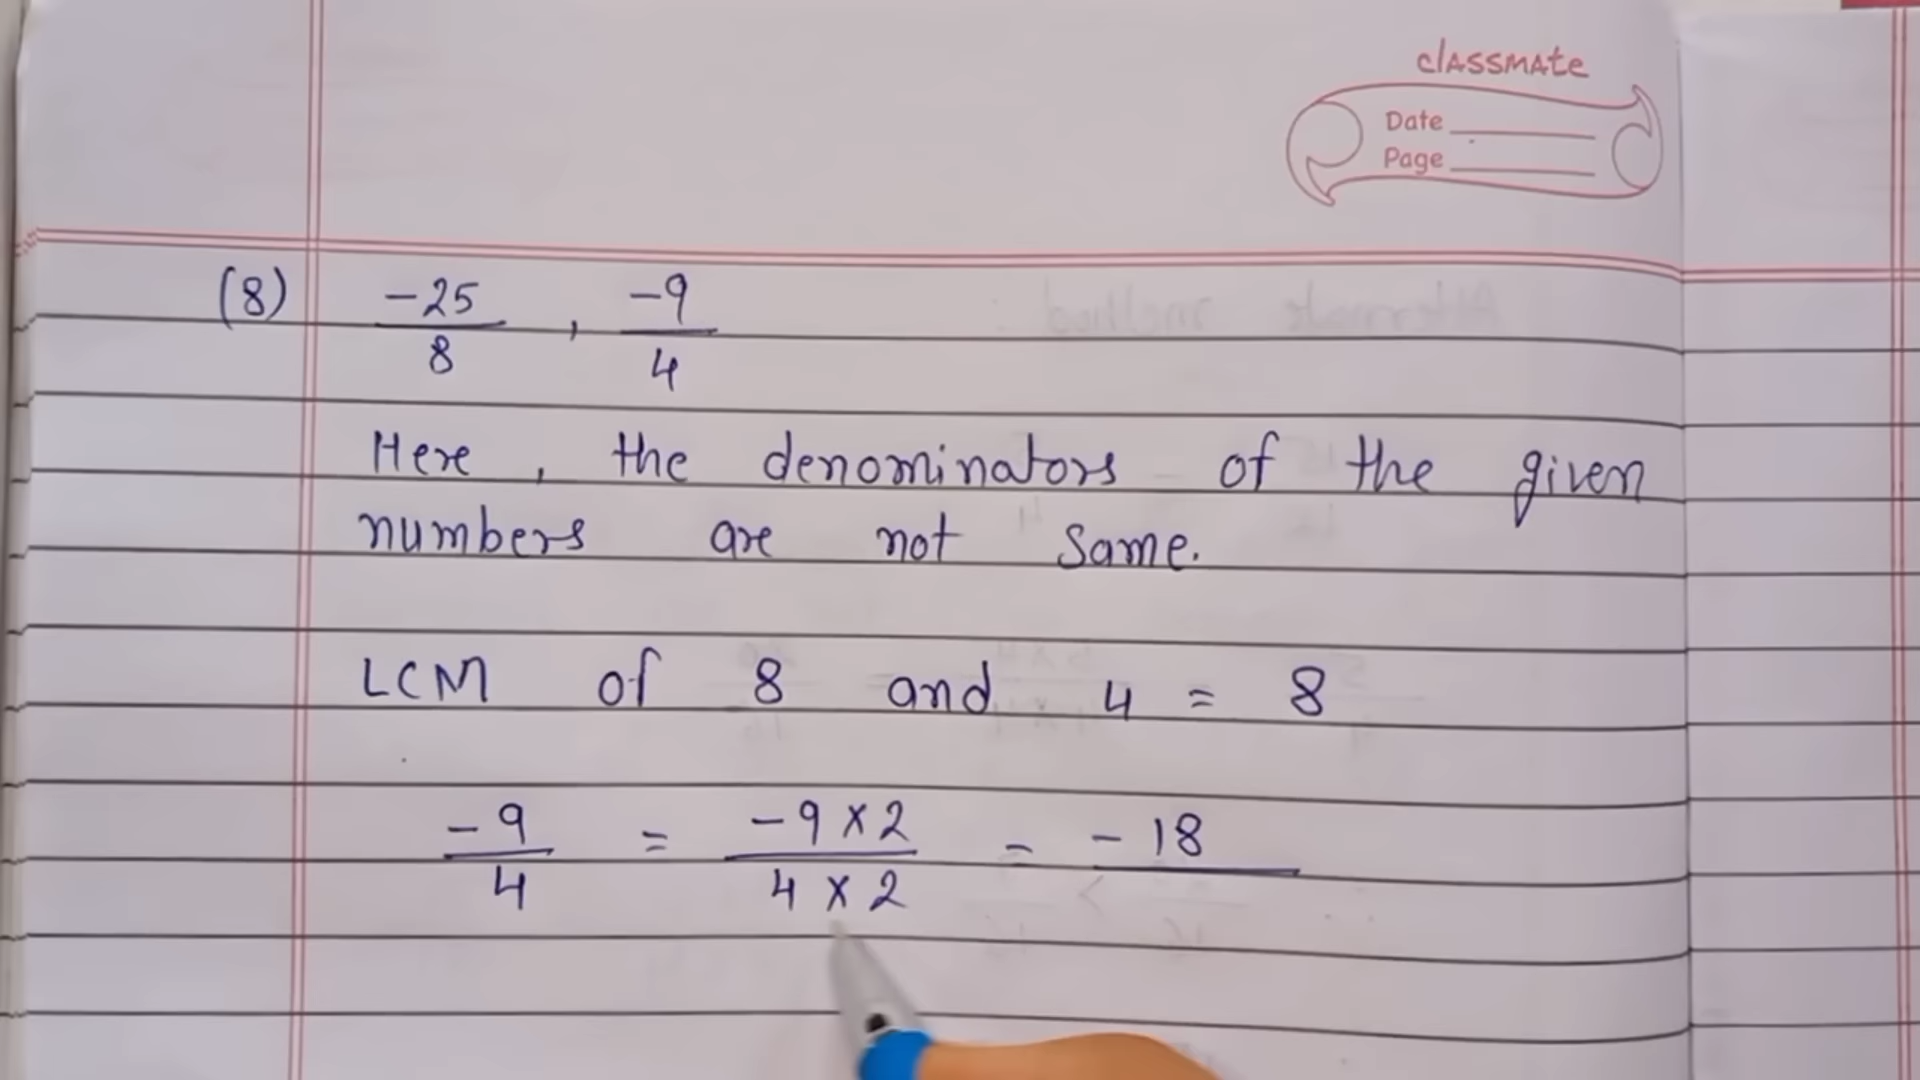 classmate
Date
Page
(8) -25/8 , -9/4
Here , the denominators of the given
numbers are not same.
LCM of 8 and 4 = 8
-9/4 = -9 × 2/4 × 2 = -18/